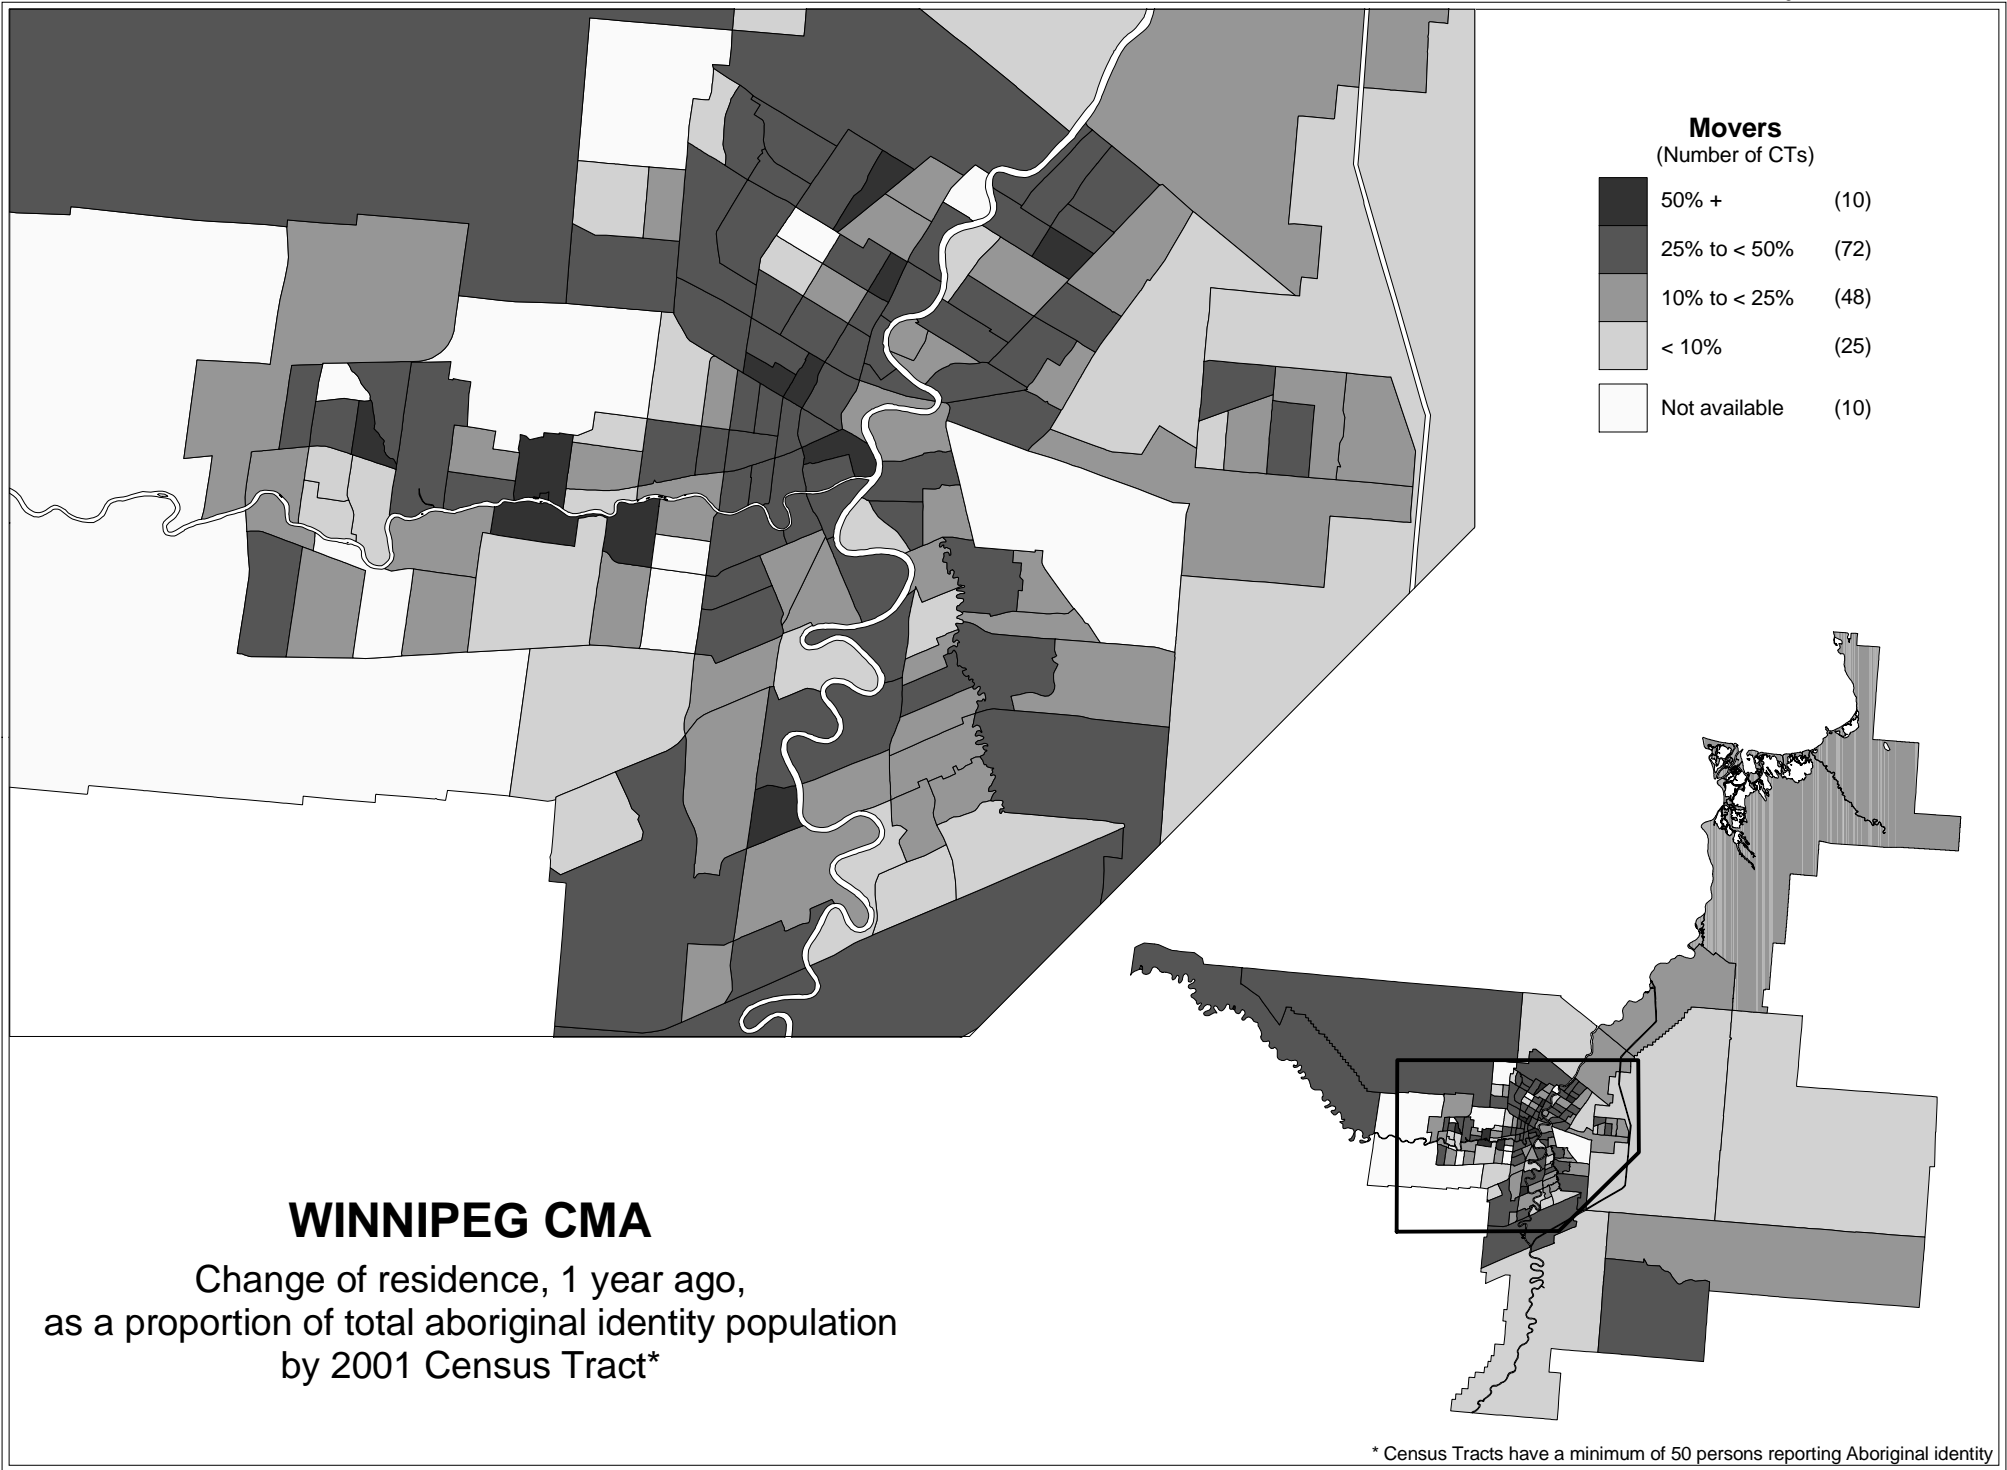 Movers
(Number of CTs)
50% + (10)
25% to < 50% (72)
10% to < 25% (48)
< 10% (25)
Not available (10)
WINNIPEG CMA
Change of residence, 1 year ago,
as a proportion of total aboriginal identity population
by 2001 Census Tract*
* Census Tracts have a minimum of 50 persons reporting Aboriginal identity